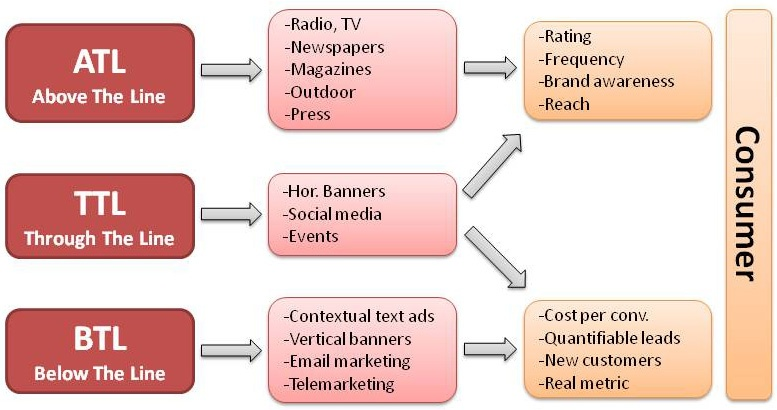 ATL
Above The Line
-Radio, TV
-Newspapers
-Magazines
-Outdoor
-Press
-Rating
-Frequency
-Brand awareness
-Reach
TTL
Through The Line
-Hor. Banners
-Social media
-Events
BTL
Below The Line
-Contextual text ads
-Vertical banners
-Email marketing
-Telemarketing
-Cost per conv.
-Quantifiable leads
-New customers
-Real metric
Consumer